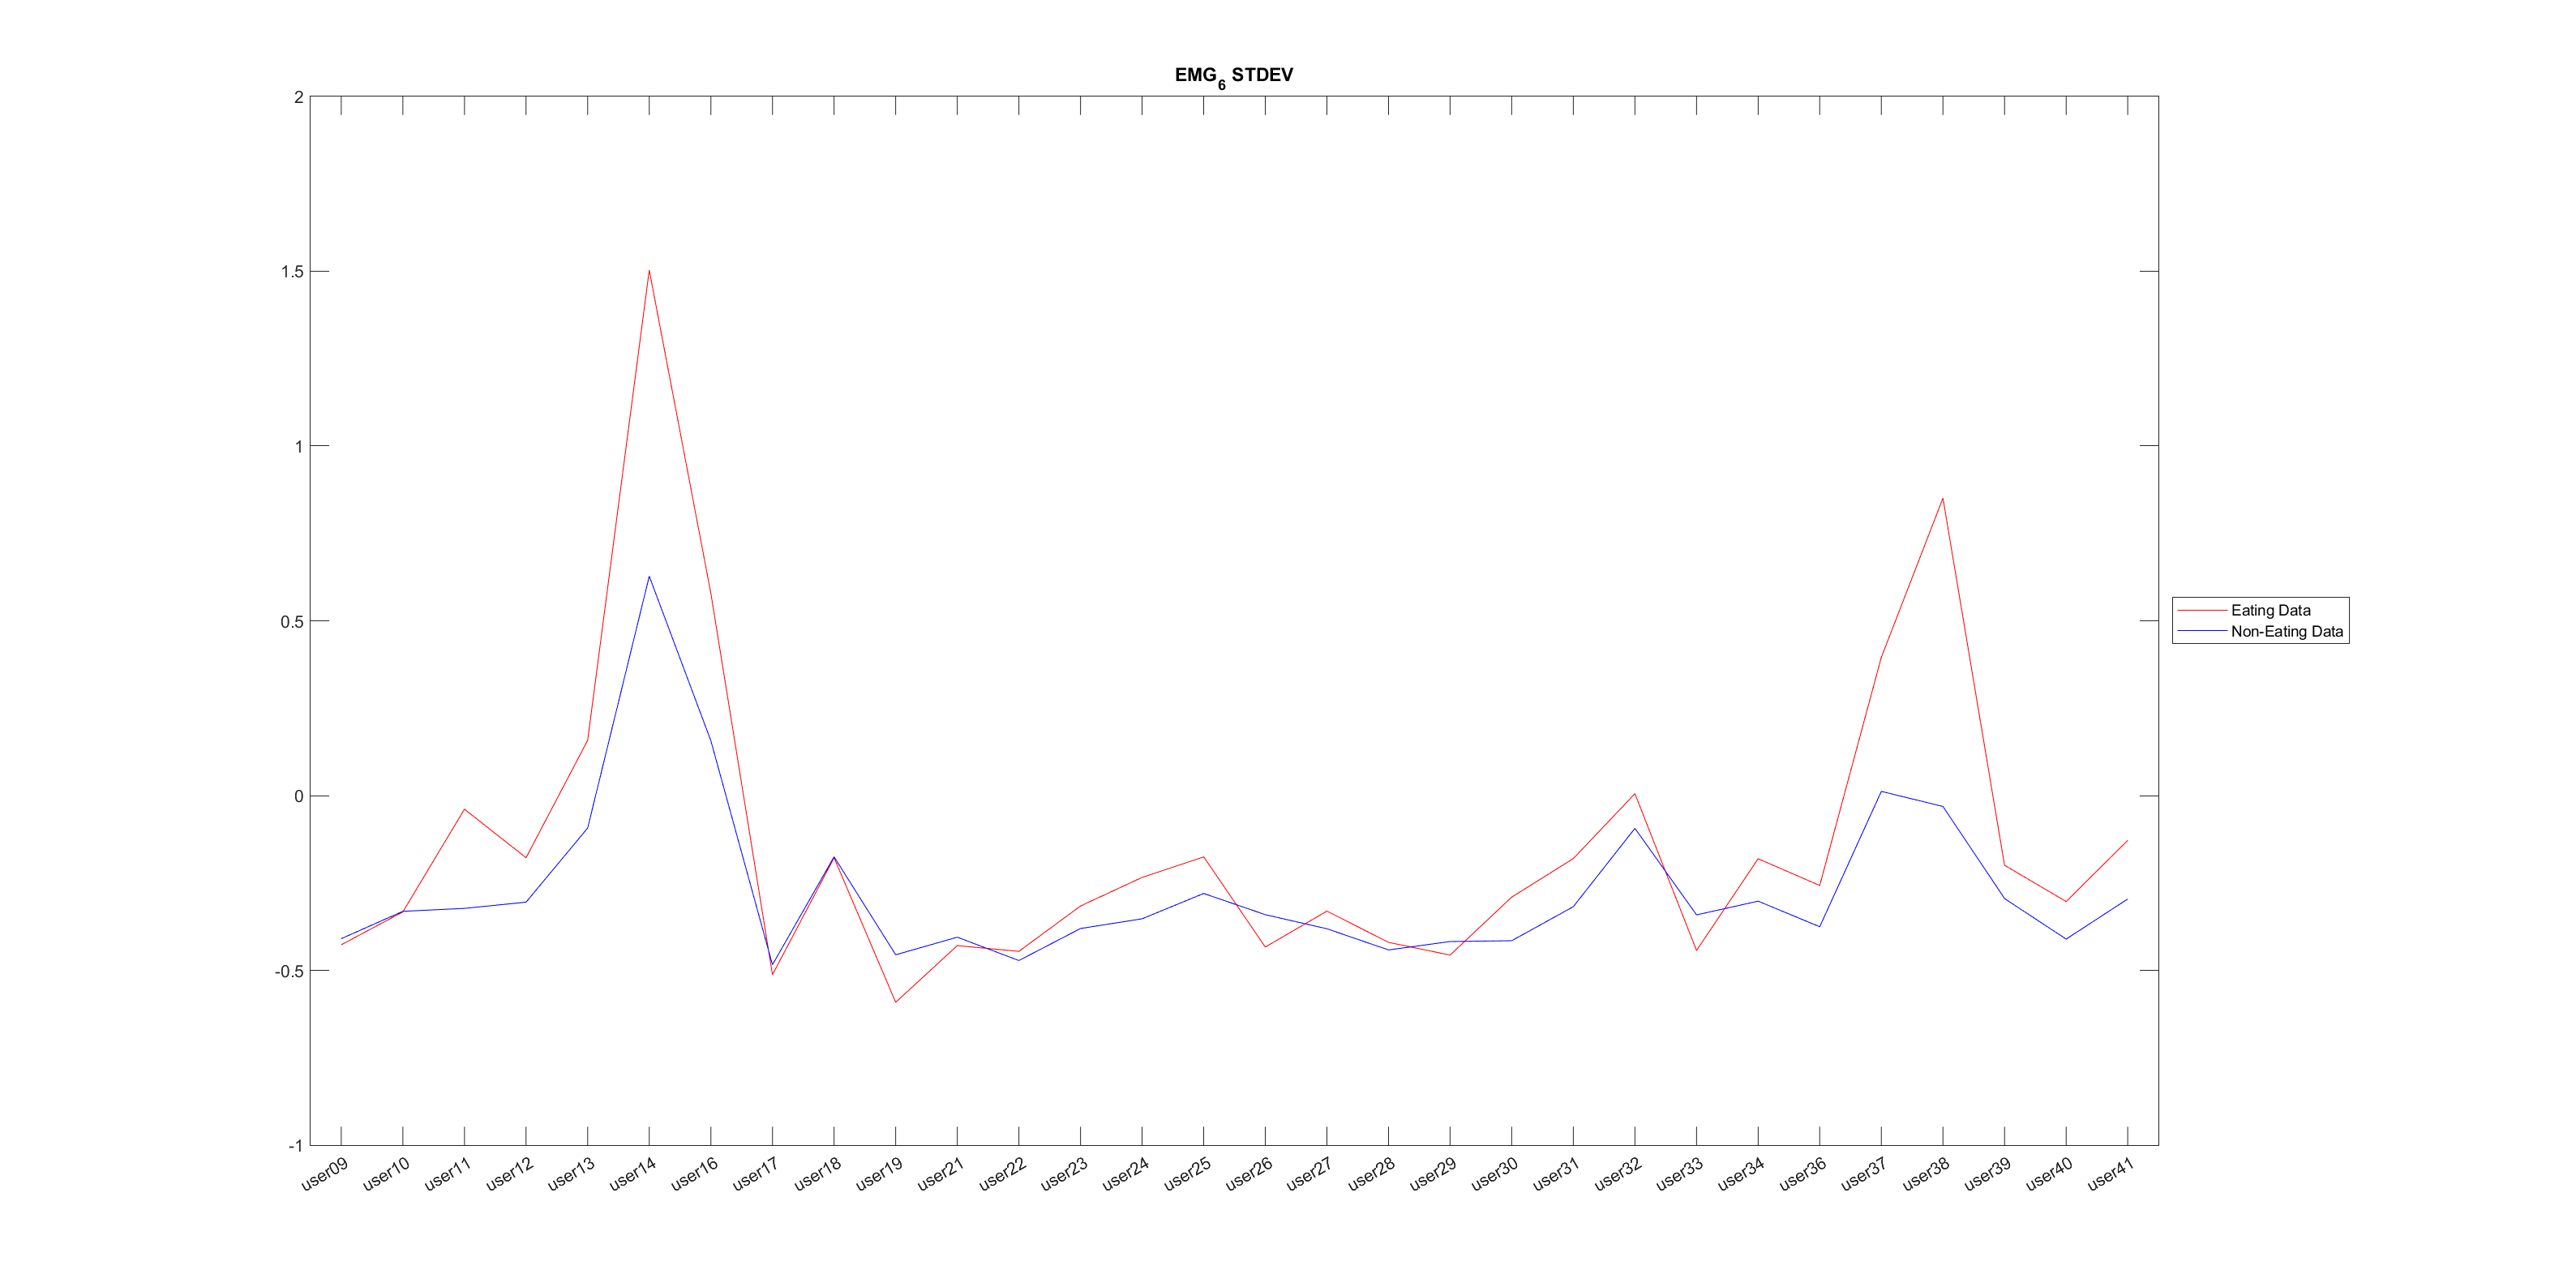 EMG6 STDEV
2
1.5
1
0.5
0
-0.5
-1
user09
user10
user11
user12
user13
user14
user16
user17
user18
user19
user21
user22
user23
user24
user25
user26
user27
user28
user29
user30
user31
user32
user33
user34
user36
user37
user38
user39
user40
user41
Eating Data
Non-Eating Data